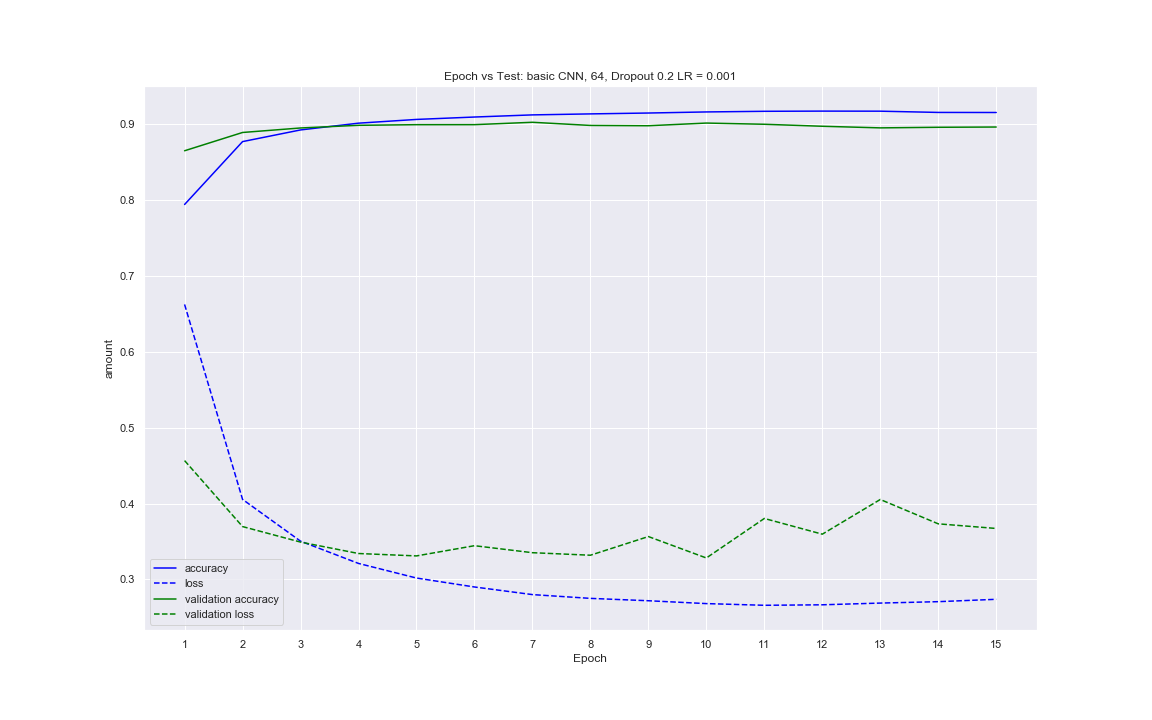 Epoch vs Test: basic CNN, 64, Dropout 0.2 LR = 0.001
amount
0.9
0.8
0.7
0.6
0.5
0.4
0.3
accuracy
loss
validation accuracy
validation loss
1 2 3 4 5 6 7 8 9 10 11 12 13 14 15
Epoch